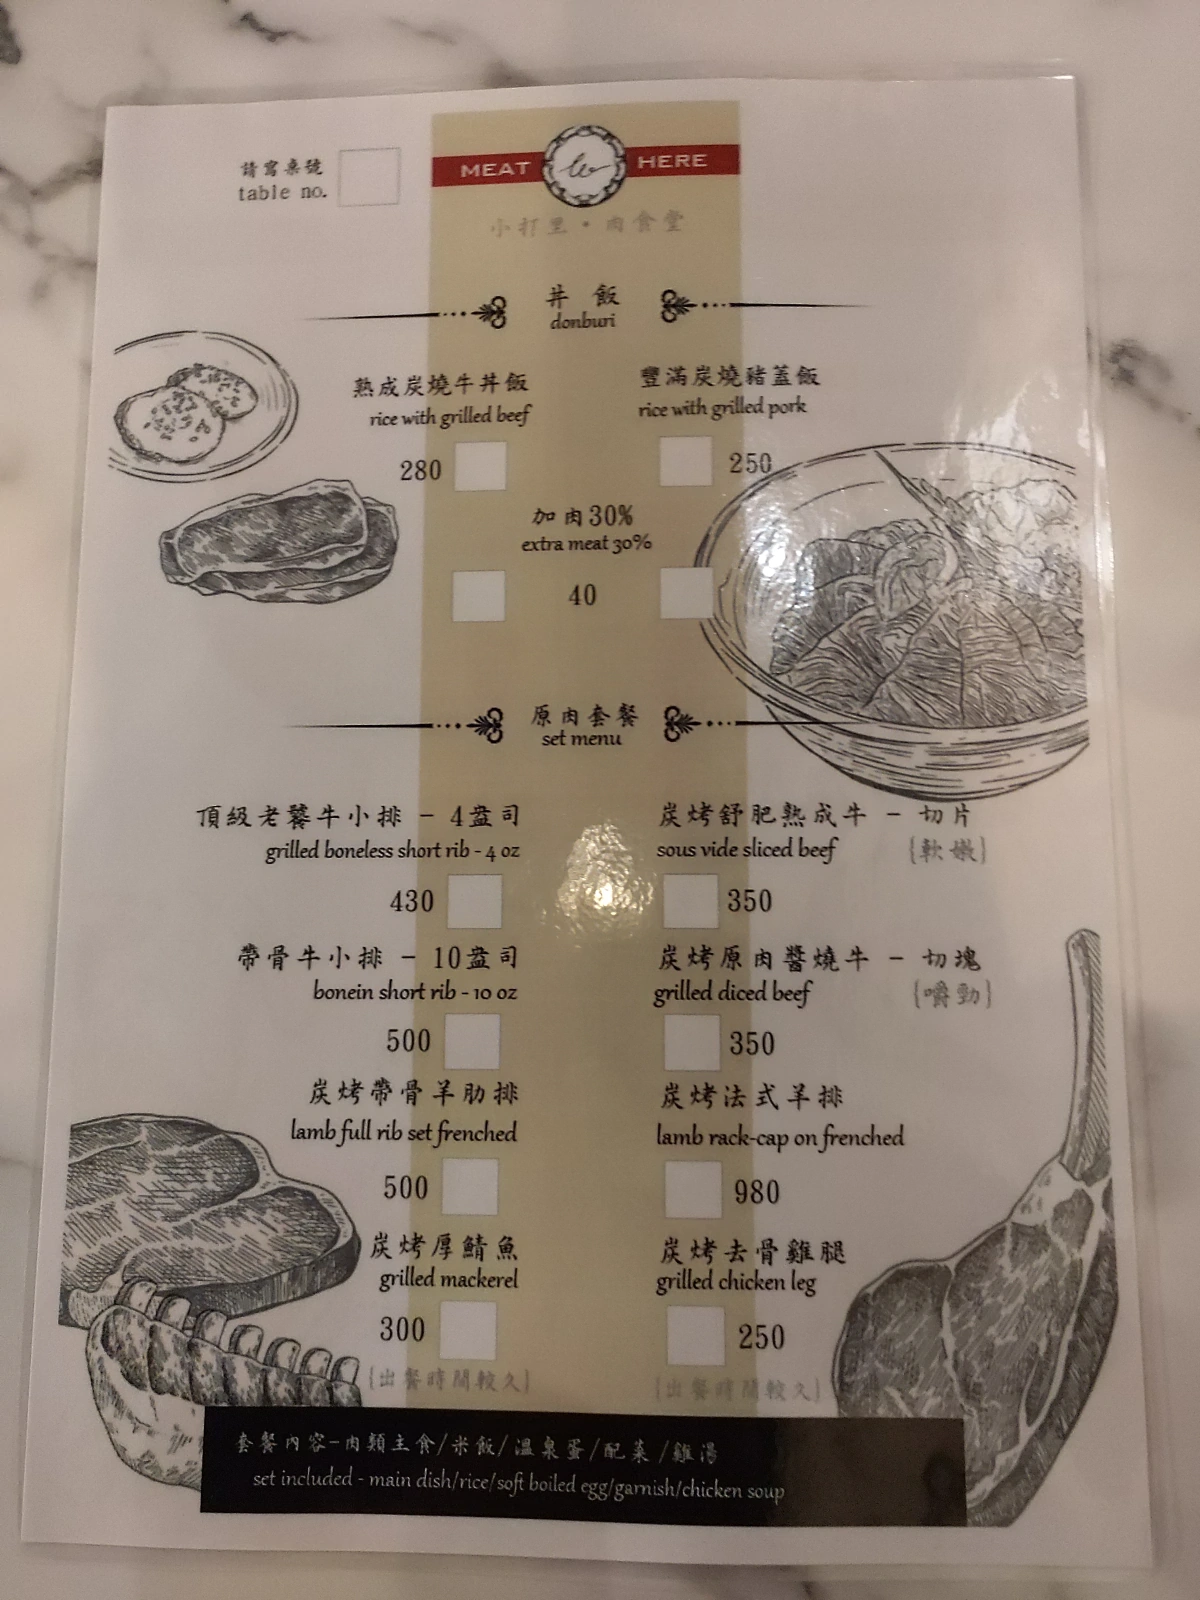 請寫桌號
table no.
MEAT HERE
小打里・肉食堂
丼 飯
donburi
熟成炭燒牛丼飯
rice with grilled beef
280
豐滿炭燒豬蓋飯
rice with grilled pork
250
加肉30%
extra meat 30%
40
原肉套餐
set menu
頂級老饕牛小排 - 4盎司
grilled boneless short rib - 4 oz
430
炭烤舒肥熟成牛 - 切片
sous vide sliced beef {軟嫩}
350
帶骨牛小排 - 10盎司
bonein short rib - 10 oz
500
炭烤原肉醬燒牛 - 切塊
grilled diced beef {嚼勁}
350
炭烤帶骨羊肋排
lamb full rib set frenched
500
炭烤法式羊排
lamb rack-cap on frenched
980
炭烤厚鯖魚
grilled mackerel
300
{出餐時間較久}
炭烤去骨雞腿
grilled chicken leg
250
{出餐時間較久}
套餐內容-肉類主食/米飯/溫泉蛋/配菜/雞湯
set included - main dish/rice/soft boiled egg/garnish/chicken soup